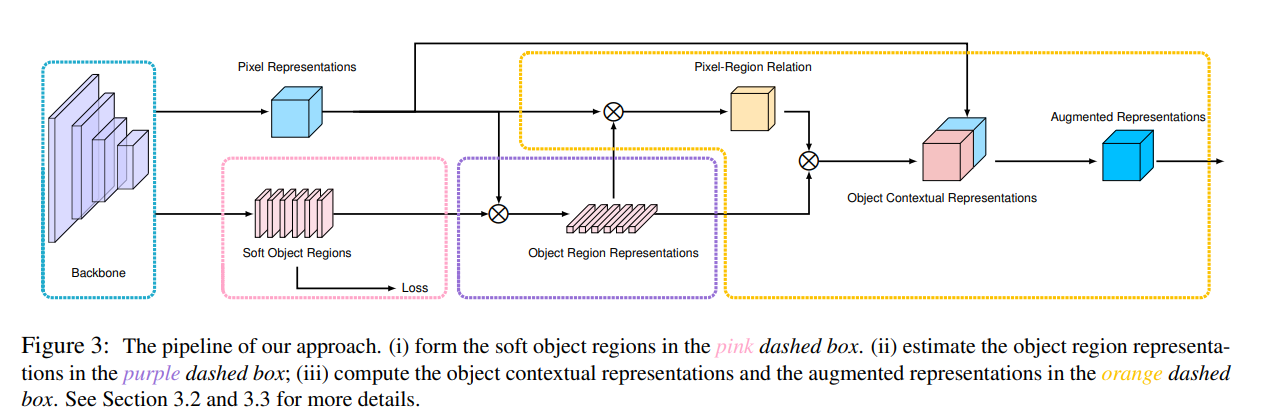 Pixel Representations
Pixel-Region Relation
Augmented Representations
Object Contextual Representations
Soft Object Regions
Object Region Representations
Backbone
Loss
Figure 3: The pipeline of our approach. (i) form the soft object regions in the pink dashed box. (ii) estimate the object region representa-
tions in the purple dashed box; (iii) compute the object contextual representations and the augmented representations in the orange dashed
box. See Section 3.2 and 3.3 for more details.